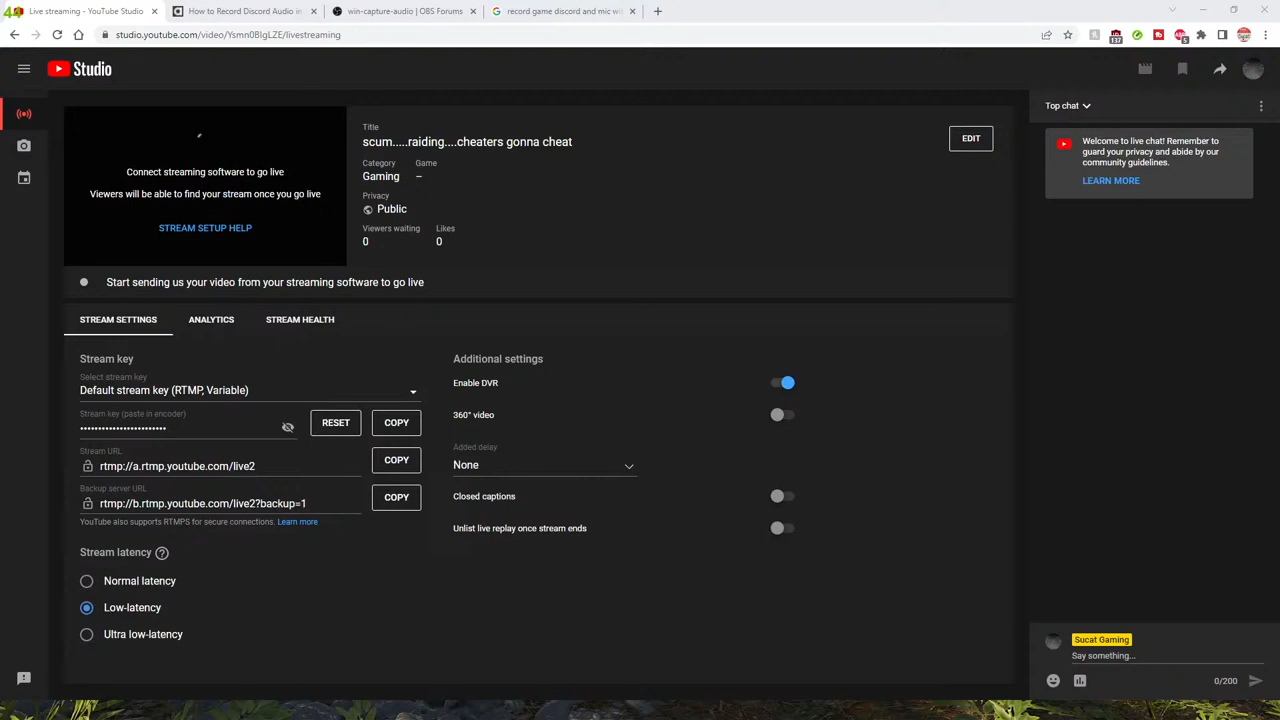 44
Live streaming - YouTube Studio
How to Record Discord Audio in
win-capture-audio | OBS Forums
record game discord and mic wi
studio.youtube.com/video/Ysmn0BlgLZE/livestreaming
137
5
Studio
Top chat
Title
scum.....raiding....cheaters gonna cheat
EDIT
Category Game
Gaming –
Privacy
Public
Viewers waiting Likes
0 0
Connect streaming software to go live
Viewers will be able to find your stream once you go live
STREAM SETUP HELP
Welcome to live chat! Remember to
guard your privacy and abide by our
community guidelines.
LEARN MORE
Start sending us your video from your streaming software to go live
STREAM SETTINGS ANALYTICS STREAM HEALTH
Stream key
Select stream key
Default stream key (RTMP, Variable)
Stream key (paste in encoder)
••••••••••••••••••••••••
RESET COPY
Stream URL
rtmp://a.rtmp.youtube.com/live2
COPY
Backup server URL
rtmp://b.rtmp.youtube.com/live2?backup=1
COPY
YouTube also supports RTMPS for secure connections. Learn more
Stream latency ?
Normal latency
Low-latency
Ultra low-latency
Additional settings
Enable DVR
360° video
Added delay
None
Closed captions
Unlist live replay once stream ends
Sucat Gaming
Say something...
0/200